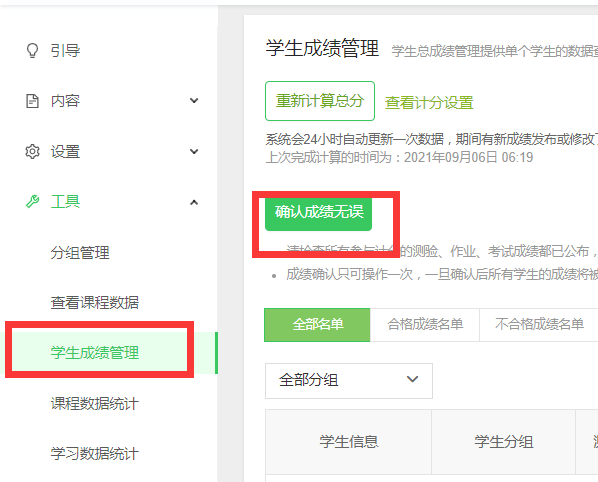 引导
内容
设置
工具
分组管理
查看课程数据
学生成绩管理
课程数据统计
学习数据统计
学生成绩管理 学生总成绩管理提供单个学生的数据查
重新计算总分 查看计分设置
系统会24小时自动更新一次数据，期间有新成绩发布或修改了
上次完成计算的时间为：2021年09月06日 06:19
确认成绩无误
请检查所有参与计分的测验、作业、考试成绩都已公布，
成绩确认只可操作一次，一旦确认后所有学生的成绩将被
全部名单 合格成绩名单 不合格成绩名单
全部分组
学生信息 学生分组